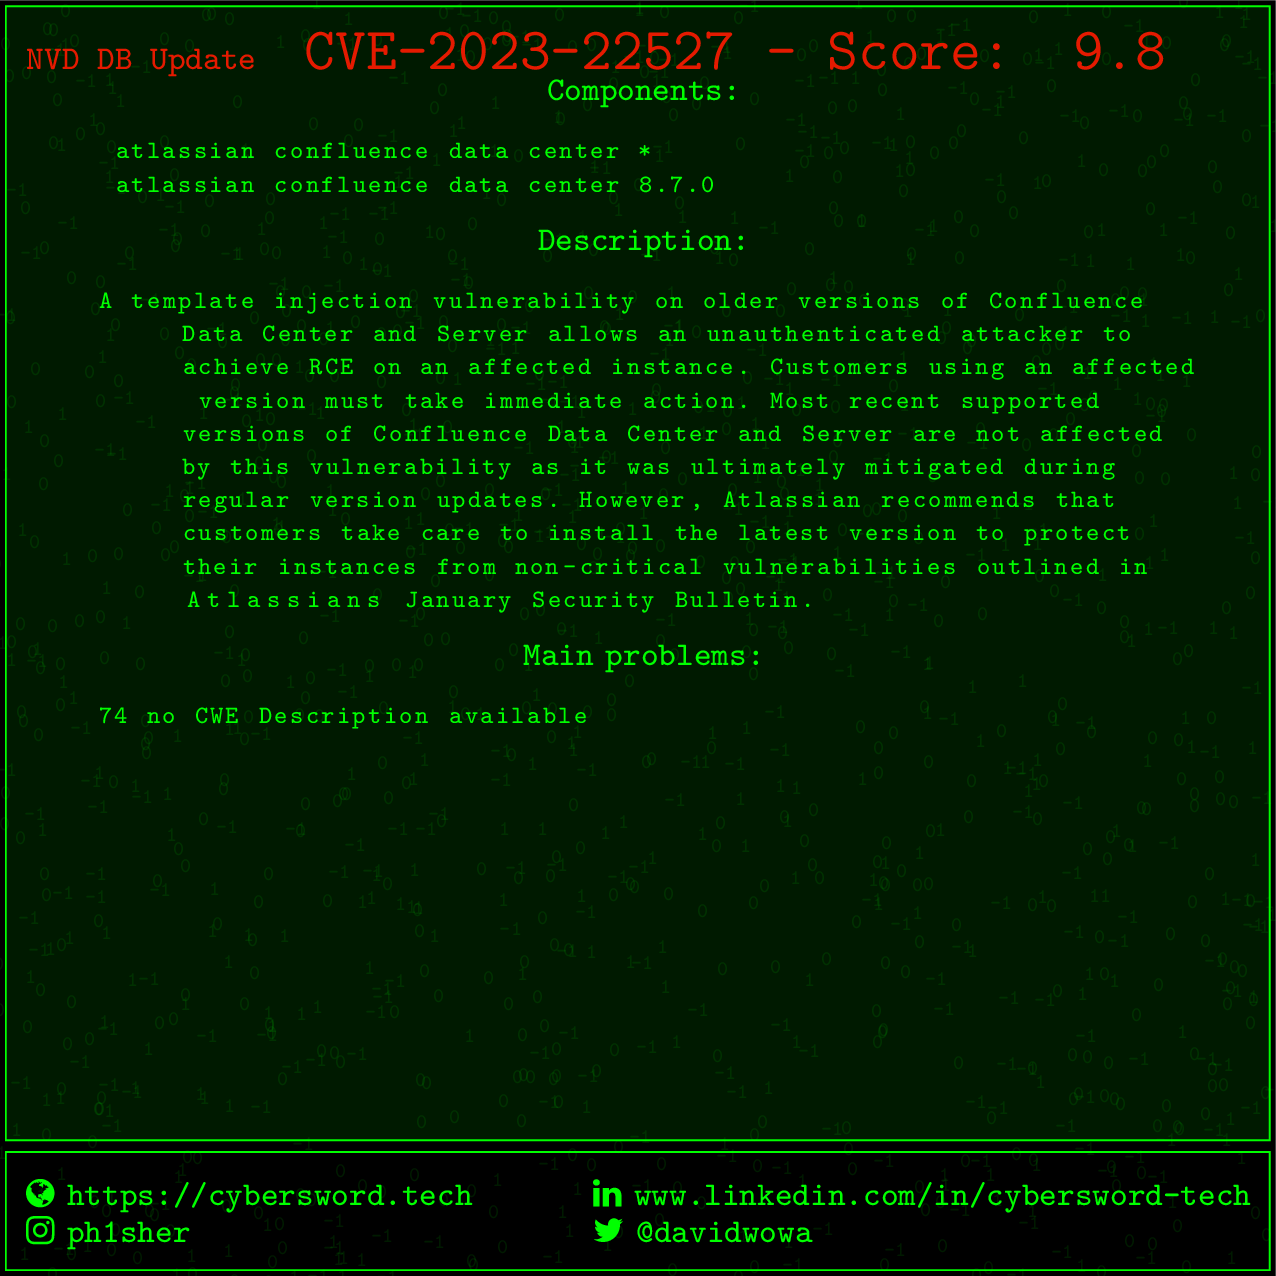 NVD DB Update CVE-2023-22527 - Score: 9.8
Components:
atlassian confluence data center *
atlassian confluence data center 8.7.0
Description:
A template injection vulnerability on older versions of Confluence
Data Center and Server allows an unauthenticated attacker to
achieve RCE on an affected instance. Customers using an affected
version must take immediate action. Most recent supported
versions of Confluence Data Center and Server are not affected
by this vulnerability as it was ultimately mitigated during
regular version updates. However, Atlassian recommends that
customers take care to install the latest version to protect
their instances from non-critical vulnerabilities outlined in
Atlassians January Security Bulletin.
Main problems:
74 no CWE Description available
https://cybersword.tech www.linkedin.com/in/cybersword-tech
ph1sher @davidwowa